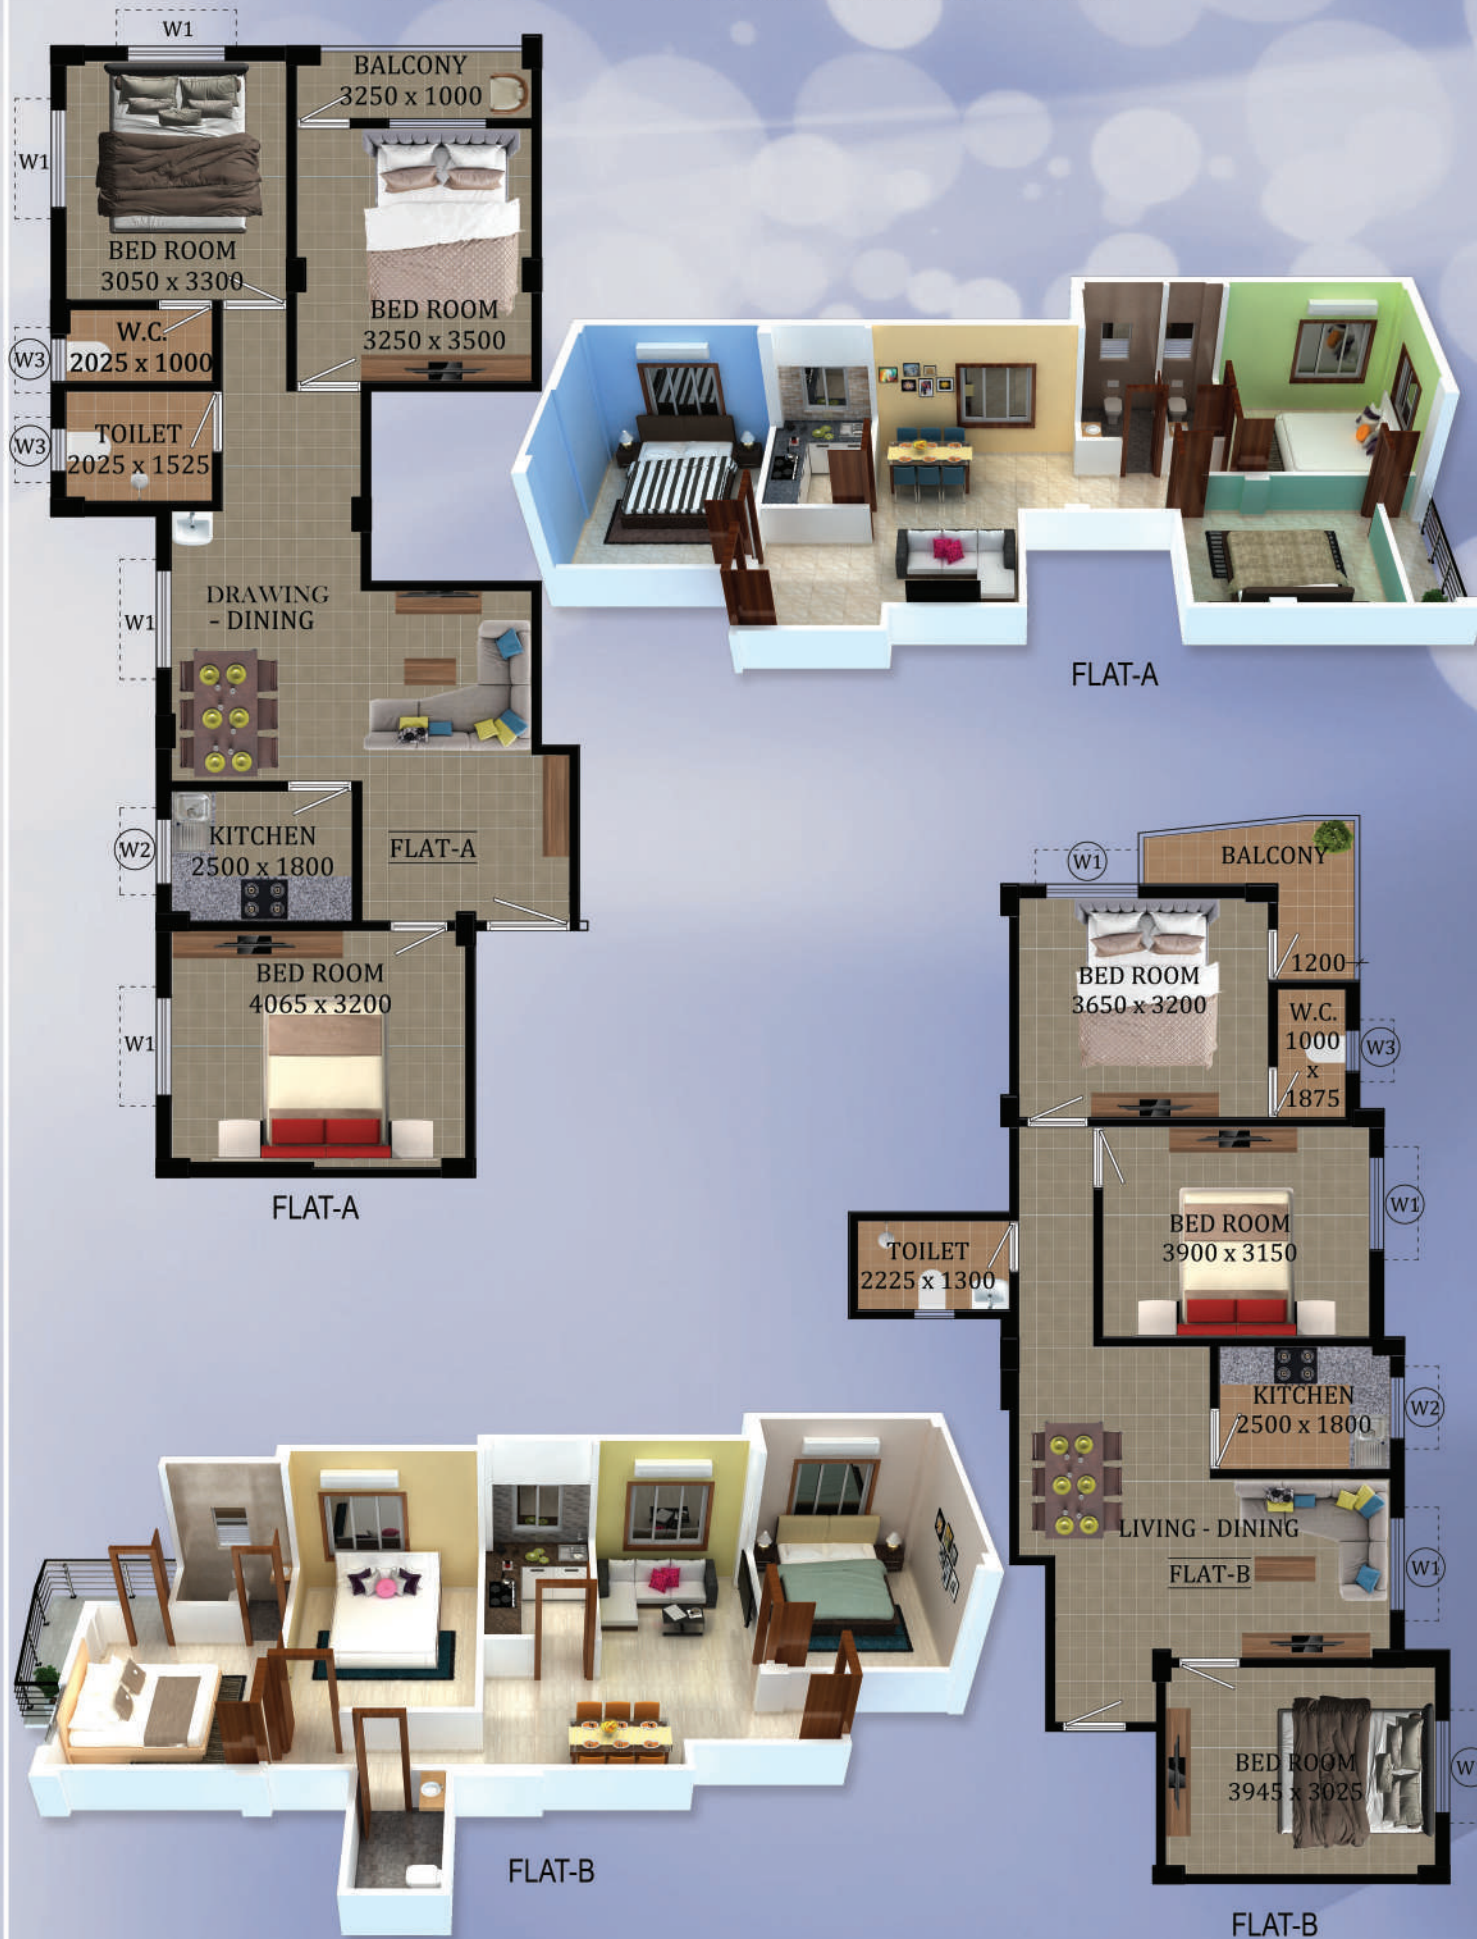 W1
W1
BALCONY
3250 x 1000
BED ROOM
3050 x 3300
BED ROOM
3250 x 3500
W.C.
2025 x 1000
W3
TOILET
2025 x 1525
W3
DRAWING
- DINING
W1
KITCHEN
2500 x 1800
W2
FLAT-A
BED ROOM
4065 x 3200
W1
FLAT-A
FLAT-A
BALCONY
W1
1200
BED ROOM
3650 x 3200
W.C.
1000
x
1875
W3
BED ROOM
3900 x 3150
W1
TOILET
2225 x 1300
KITCHEN
2500 x 1800
W2
LIVING - DINING
FLAT-B
W1
BED ROOM
3945 x 3025
W
FLAT-B
FLAT-B